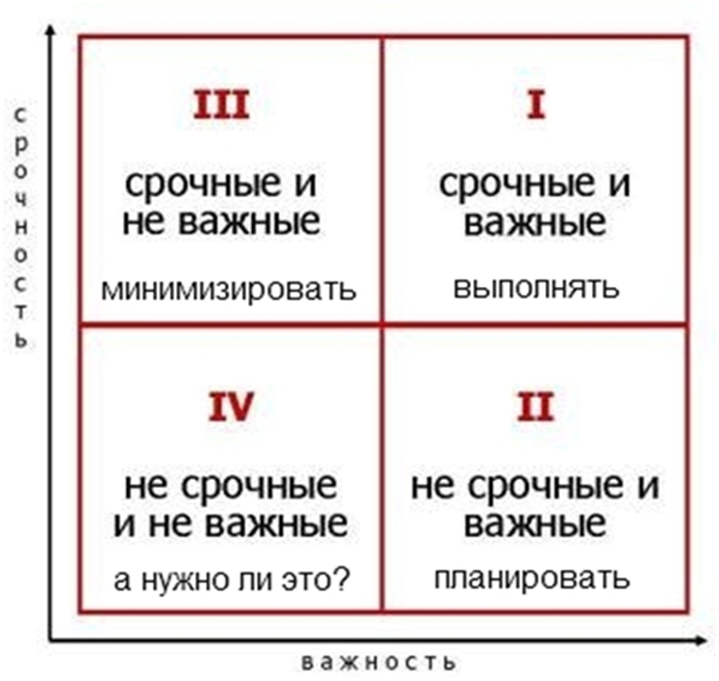 срочность
III
срочные и
не важные
минимизировать
I
срочные и
важные
выполнять
IV
не срочные
и не важные
а нужно ли это?
II
не срочные и
важные
планировать
важность